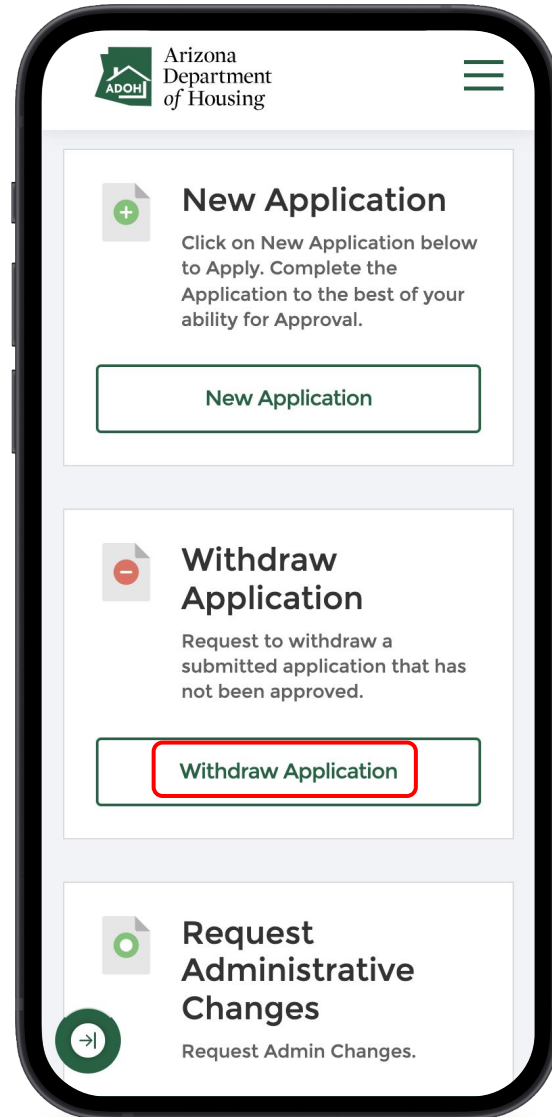 ADOH
Arizona
Department
of Housing
New Application
Click on New Application below
to Apply. Complete the
Application to the best of your
ability for Approval.
New Application
Withdraw
Application
Request to withdraw a
submitted application that has
not been approved.
Withdraw Application
Request
Administrative
Changes
Request Admin Changes.